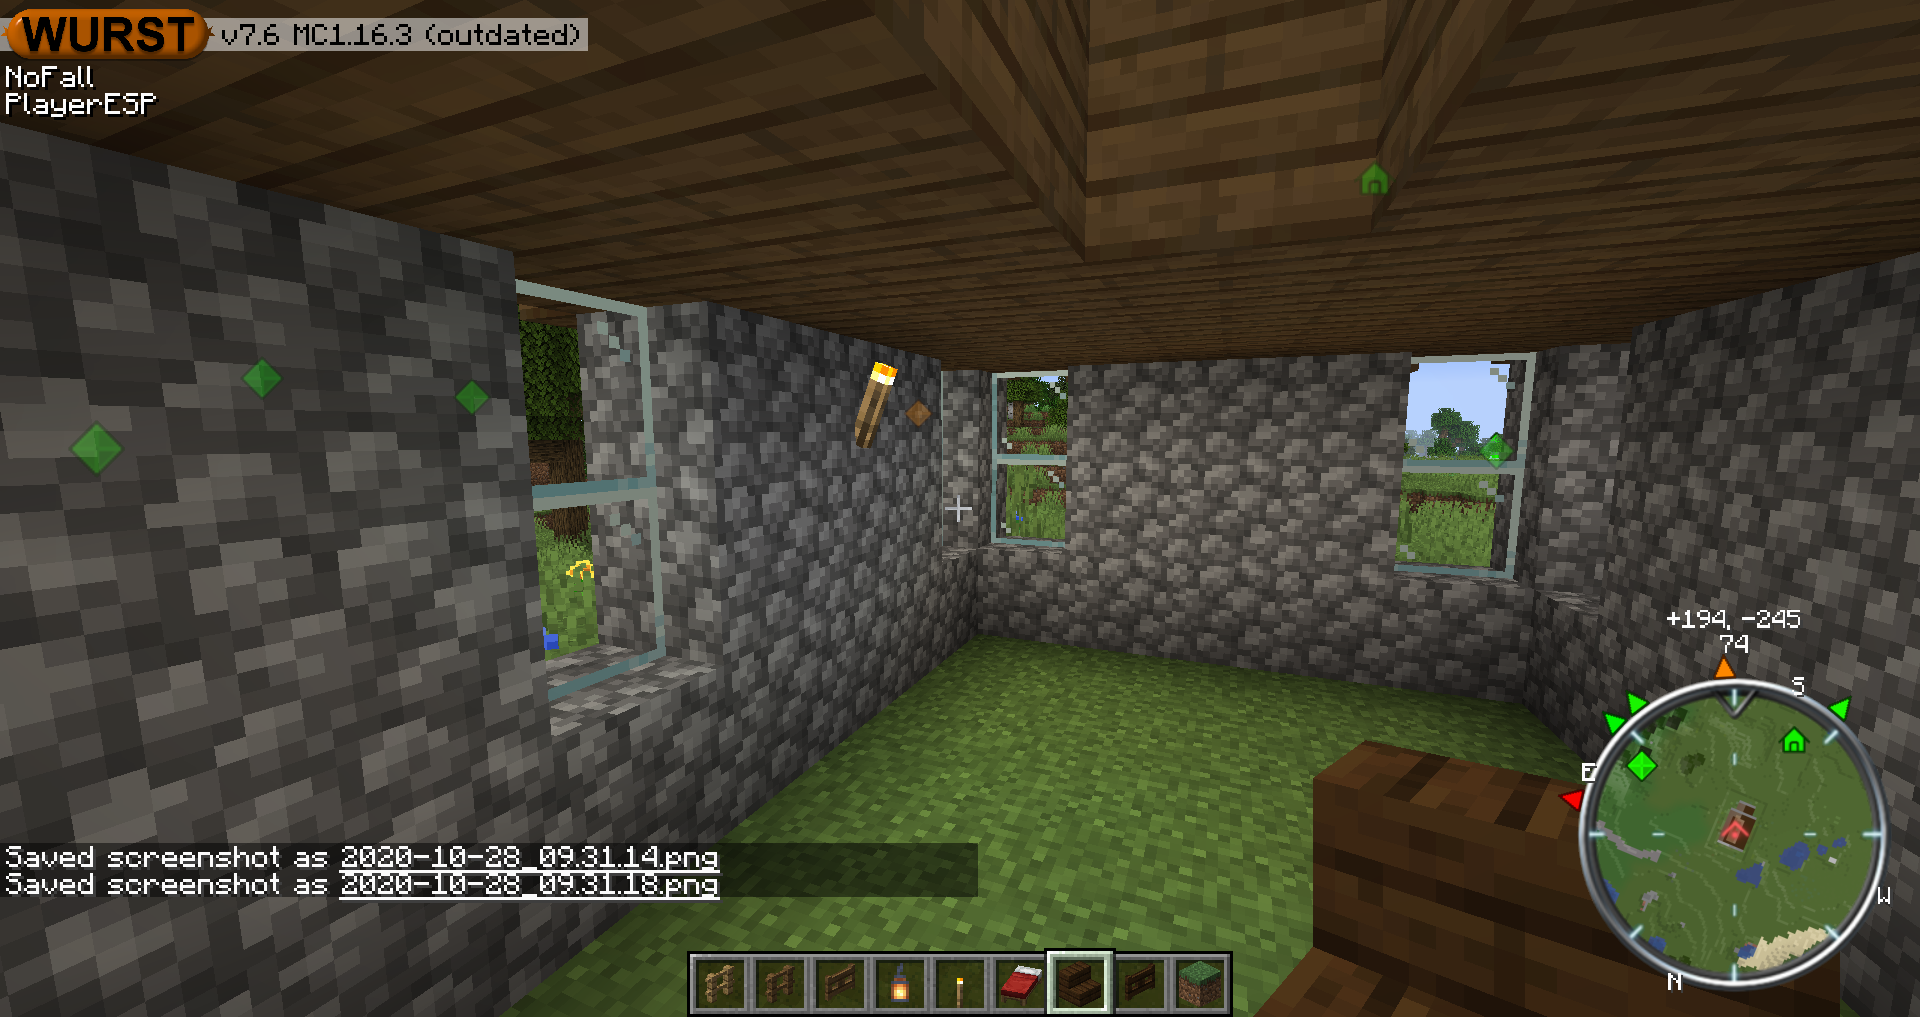 WURST v7.6 MC1.16.3 (outdated)
NoFall
PlayerESP
+194, -245
74
S
E
W
N
Saved screenshot as 2020-10-28_09.31.14.png
Saved screenshot as 2020-10-28_09.31.18.png